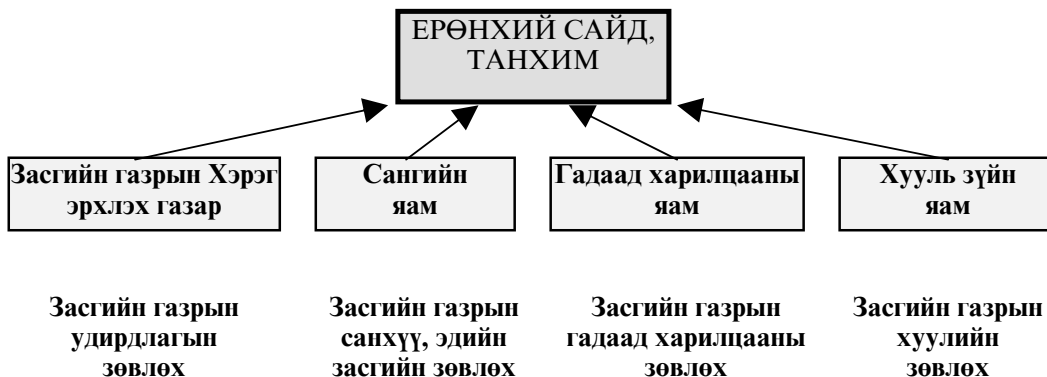 ЕРӨНХИЙ САЙД,
ТАНХИМ
Засгийн газрын Хэрэг
эрхлэх газар
Сангийн
яам
Гадаад харилцааны
яам
Хууль зүйн
яам
Засгийн газрын
удирдлагын
зөвлөх
Засгийн газрын
санхүү, эдийн
засгийн зөвлөх
Засгийн газрын
гадаад харилцааны
зөвлөх
Засгийн газрын
хуулийн
зөвлөх